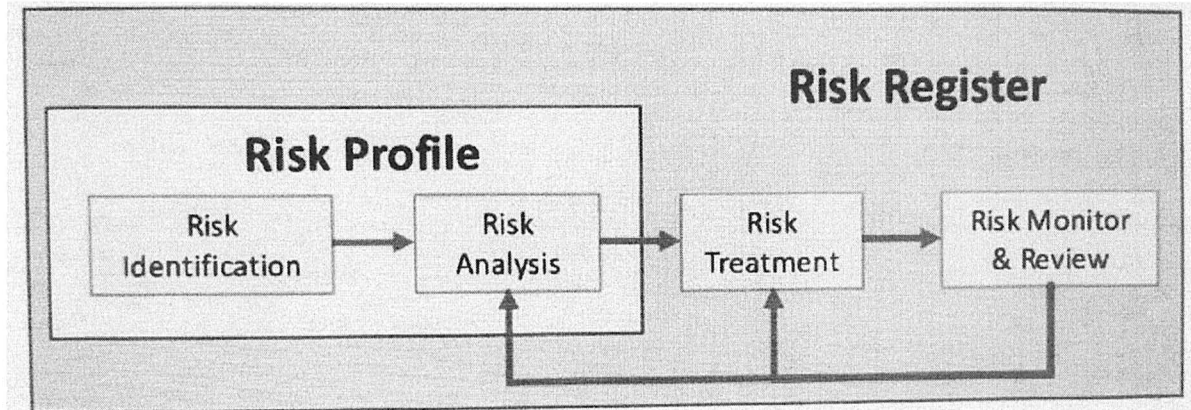 Risk Register
Risk Profile
Risk
Identification
Risk
Analysis
Risk
Treatment
Risk Monitor
& Review